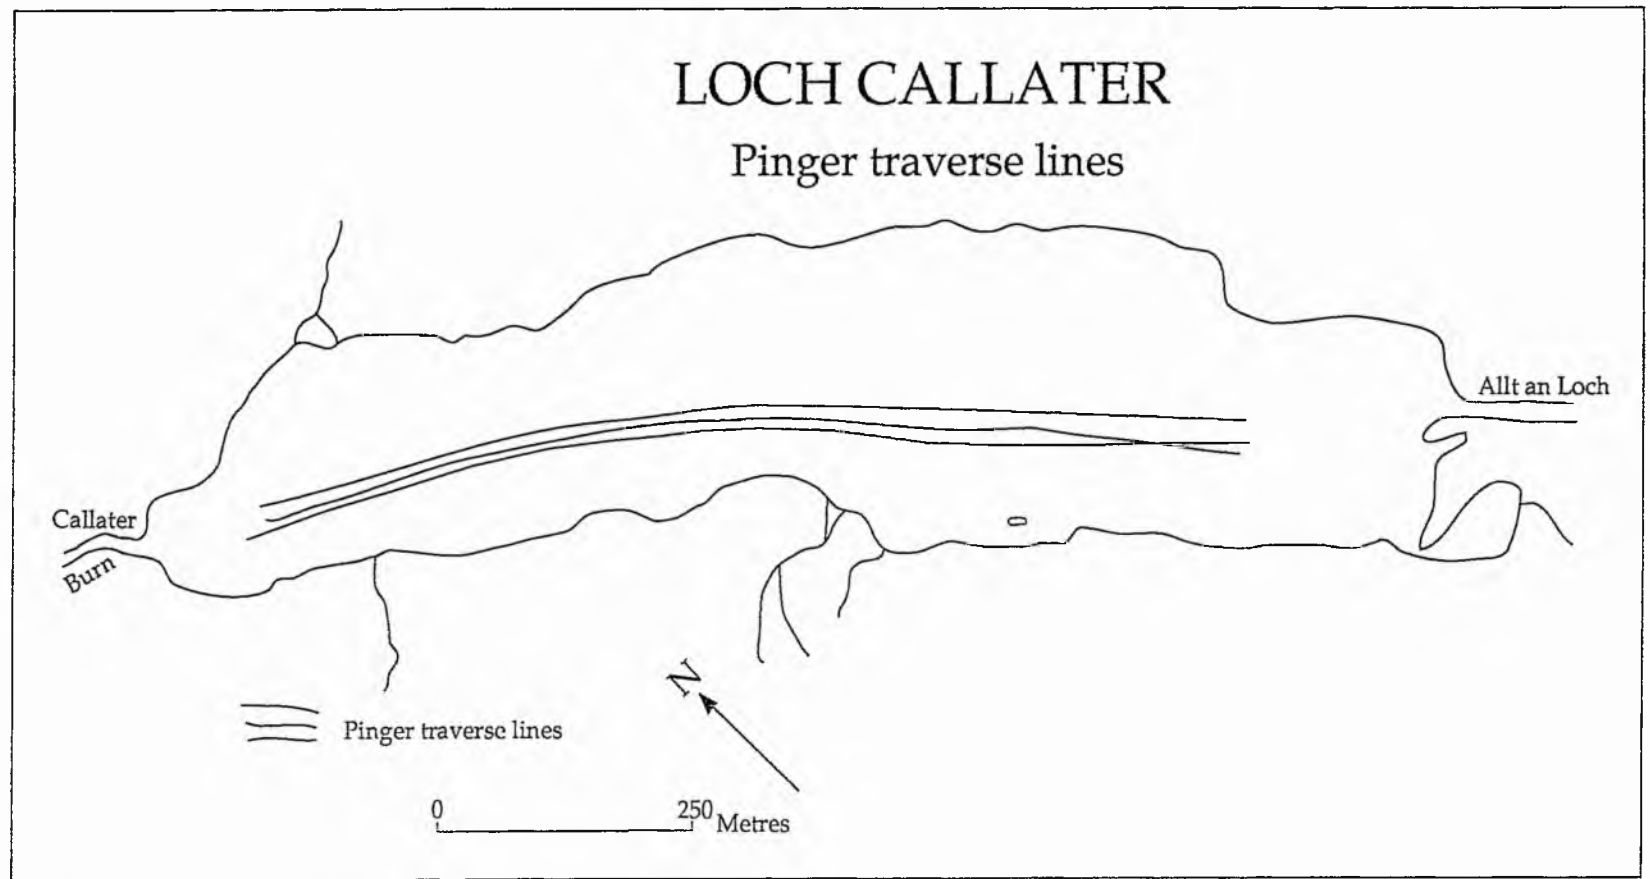 LOCH CALLATER
Pinger traverse lines
Allt an Loch
Callater
Burn
N
Pinger traverse lines
0 250 Metres